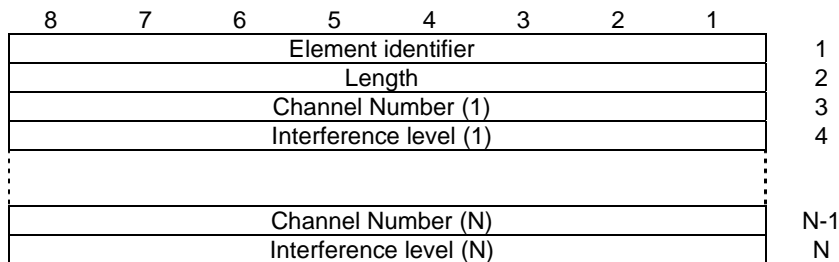 8 7 6 5 4 3 2 1
Element identifier 1
Length 2
Channel Number (1) 3
Interference level (1) 4
Channel Number (N) N-1
Interference level (N) N